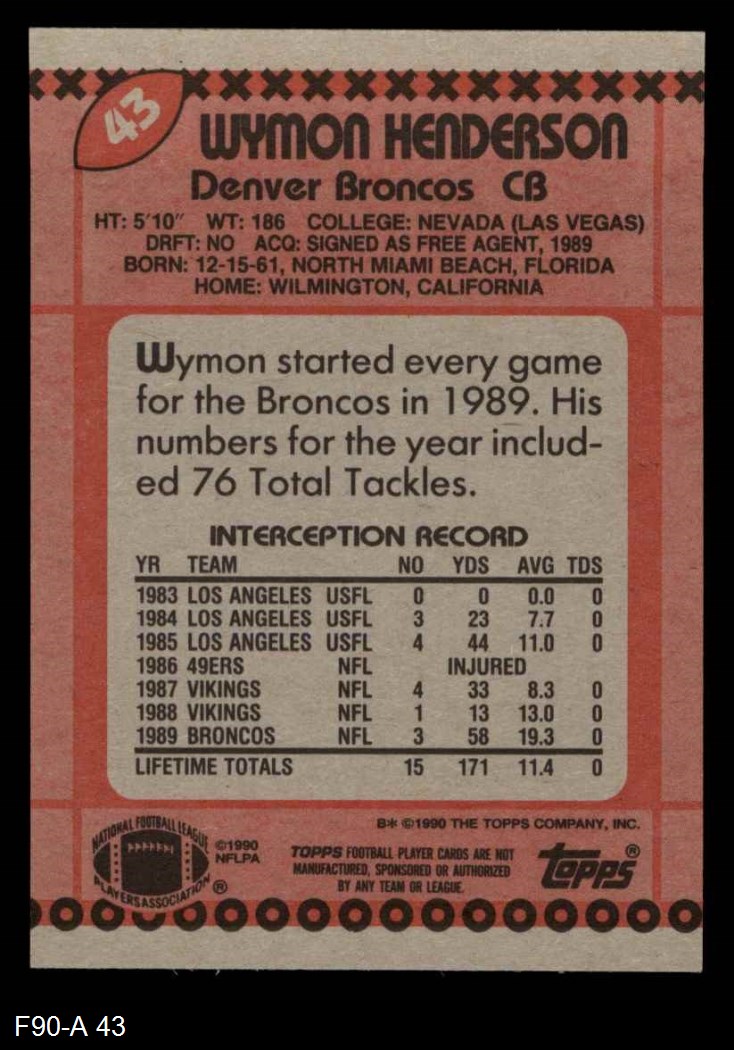 43
WYMON HENDERSON
Denver Broncos CB
HT: 5'10" WT: 186 COLLEGE: NEVADA (LAS VEGAS)
DRFT: NO ACQ: SIGNED AS FREE AGENT, 1989
BORN: 12-15-61, NORTH MIAMI BEACH, FLORIDA
HOME: WILMINGTON, CALIFORNIA
Wymon started every game
for the Broncos in 1989. His
numbers for the year includ-
ed 76 Total Tackles.
INTERCEPTION RECORD
YR TEAM NO YDS AVG TDS
1983 LOS ANGELES USFL 0 0 0.0 0
1984 LOS ANGELES USFL 3 23 7.7 0
1985 LOS ANGELES USFL 4 44 11.0 0
1986 49ERS NFL INJURED
1987 VIKINGS NFL 4 33 8.3 0
1988 VIKINGS NFL 1 13 13.0 0
1989 BRONCOS NFL 3 58 19.3 0
LIFETIME TOTALS 15 171 11.4 0
B* ©1990 THE TOPPS COMPANY, INC.
NATIONAL FOOTBALL LEAGUE
PLAYERS ASSOCIATION ®
©1990
NFLPA
TOPPS FOOTBALL PLAYER CARDS ARE NOT
MANUFACTURED, SPONSORED OR AUTHORIZED
BY ANY TEAM OR LEAGUE.
Topps®
F90-A 43